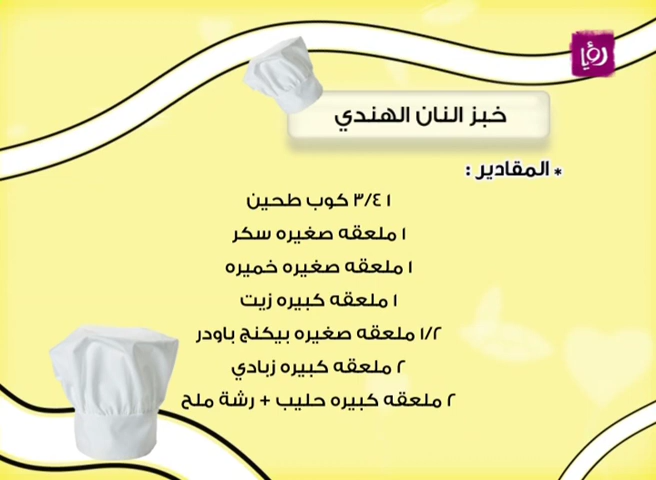 رؤيا
خبز النان الهندي
* المقادير :
١ ٣/٤ كوب طحين
١ ملعقه صغيره سكر
١ ملعقه صغيره خميره
١ ملعقه كبيره زيت
١/٢ ملعقه صغيره بيكنج باودر
٢ ملعقه كبيره زبادي
٢ ملعقه كبيره حليب + رشة ملح